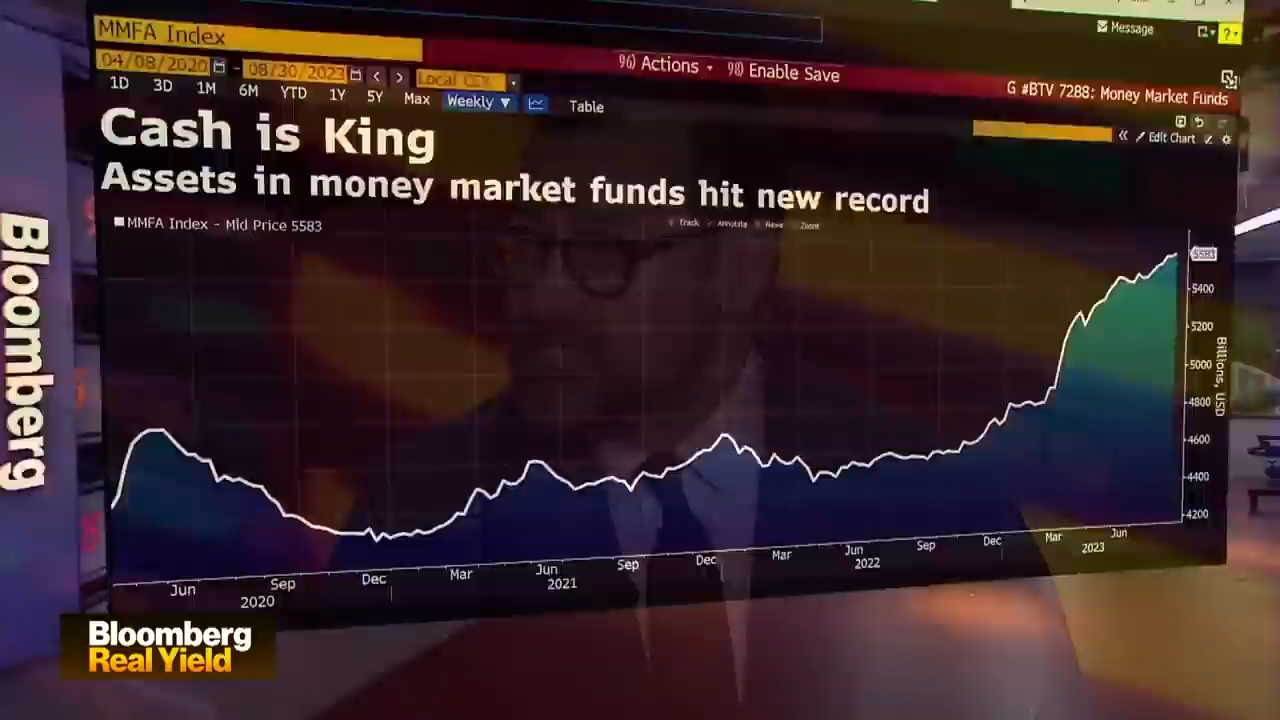 MMFA Index
Message
?
04/08/2020 - 08/30/2023 < > Local CCY
96) Actions 98) Enable Save
G #BTV 7288: Money Market Funds
1D 3D 1M 6M YTD 1Y 5Y Max Weekly ▼ Table
« Edit Chart
Cash is King
Assets in money market funds hit new record
MMFA Index - Mid Price 5583
Track Annotate News Zoom
5583
5400
5200
5000
4800
4600
4400
4200
Billions, USD
Jun Sep Dec Mar Jun Sep Dec Mar Jun Sep Dec Mar Jun
2020 2021 2022 2023
Bloomberg
Bloomberg
Real Yield